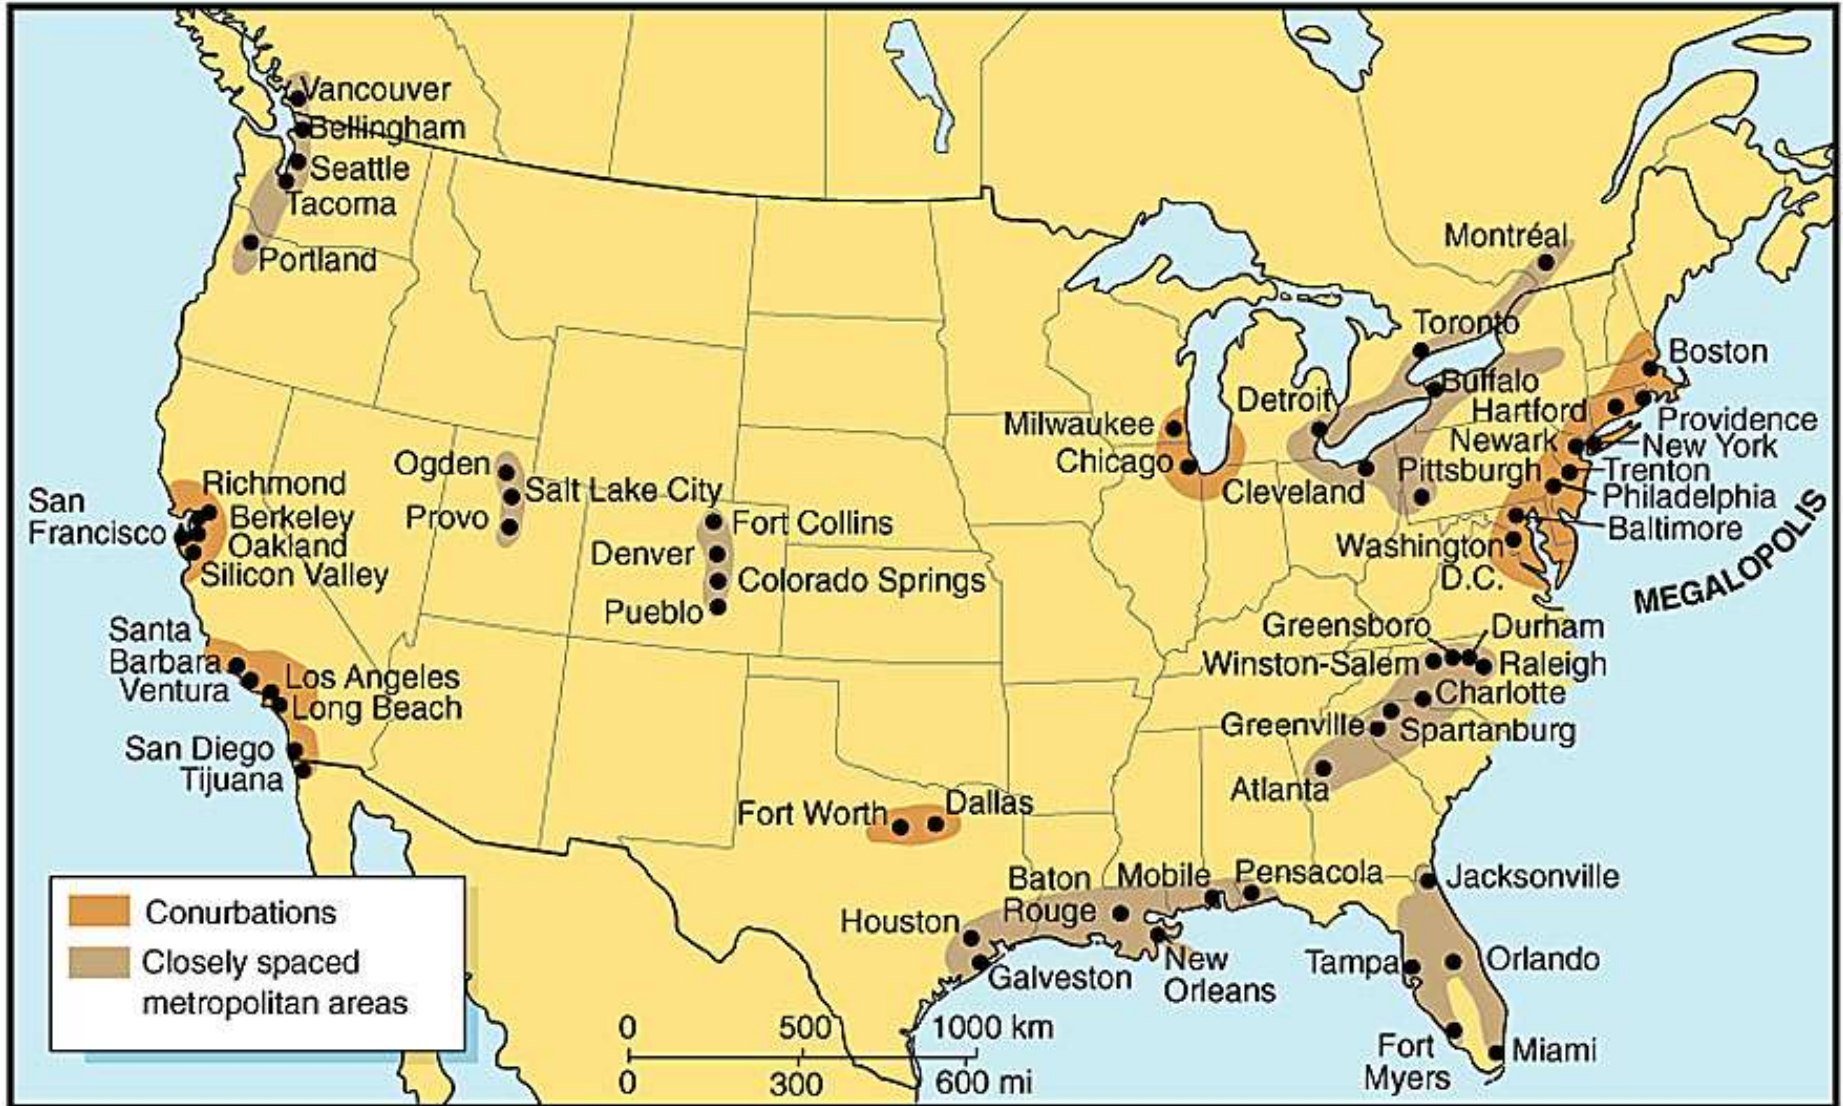 Vancouver
Bellingham
Seattle
Tacoma
Portland
Montréal
Toronto
Boston
Buffalo
Detroit
Hartford
Milwaukee
Providence
Newark
New York
Chicago
Pittsburgh
Trenton
Cleveland
Philadelphia
Baltimore
Washington
D.C.
MEGALOPOLIS
Ogden
Salt Lake City
Provo
Richmond
San
Francisco
Berkeley
Oakland
Silicon Valley
Fort Collins
Denver
Colorado Springs
Pueblo
Santa
Barbara
Ventura
Los Angeles
Long Beach
San Diego
Tijuana
Greensboro
Durham
Winston-Salem
Raleigh
Charlotte
Greenville
Spartanburg
Atlanta
Fort Worth
Dallas
Baton
Rouge
Mobile
Pensacola
Jacksonville
Houston
Galveston
New
Orleans
Tampa
Orlando
Fort
Myers
Miami
Conurbations
Closely spaced
metropolitan areas
0 500 1000 km
0 300 600 mi